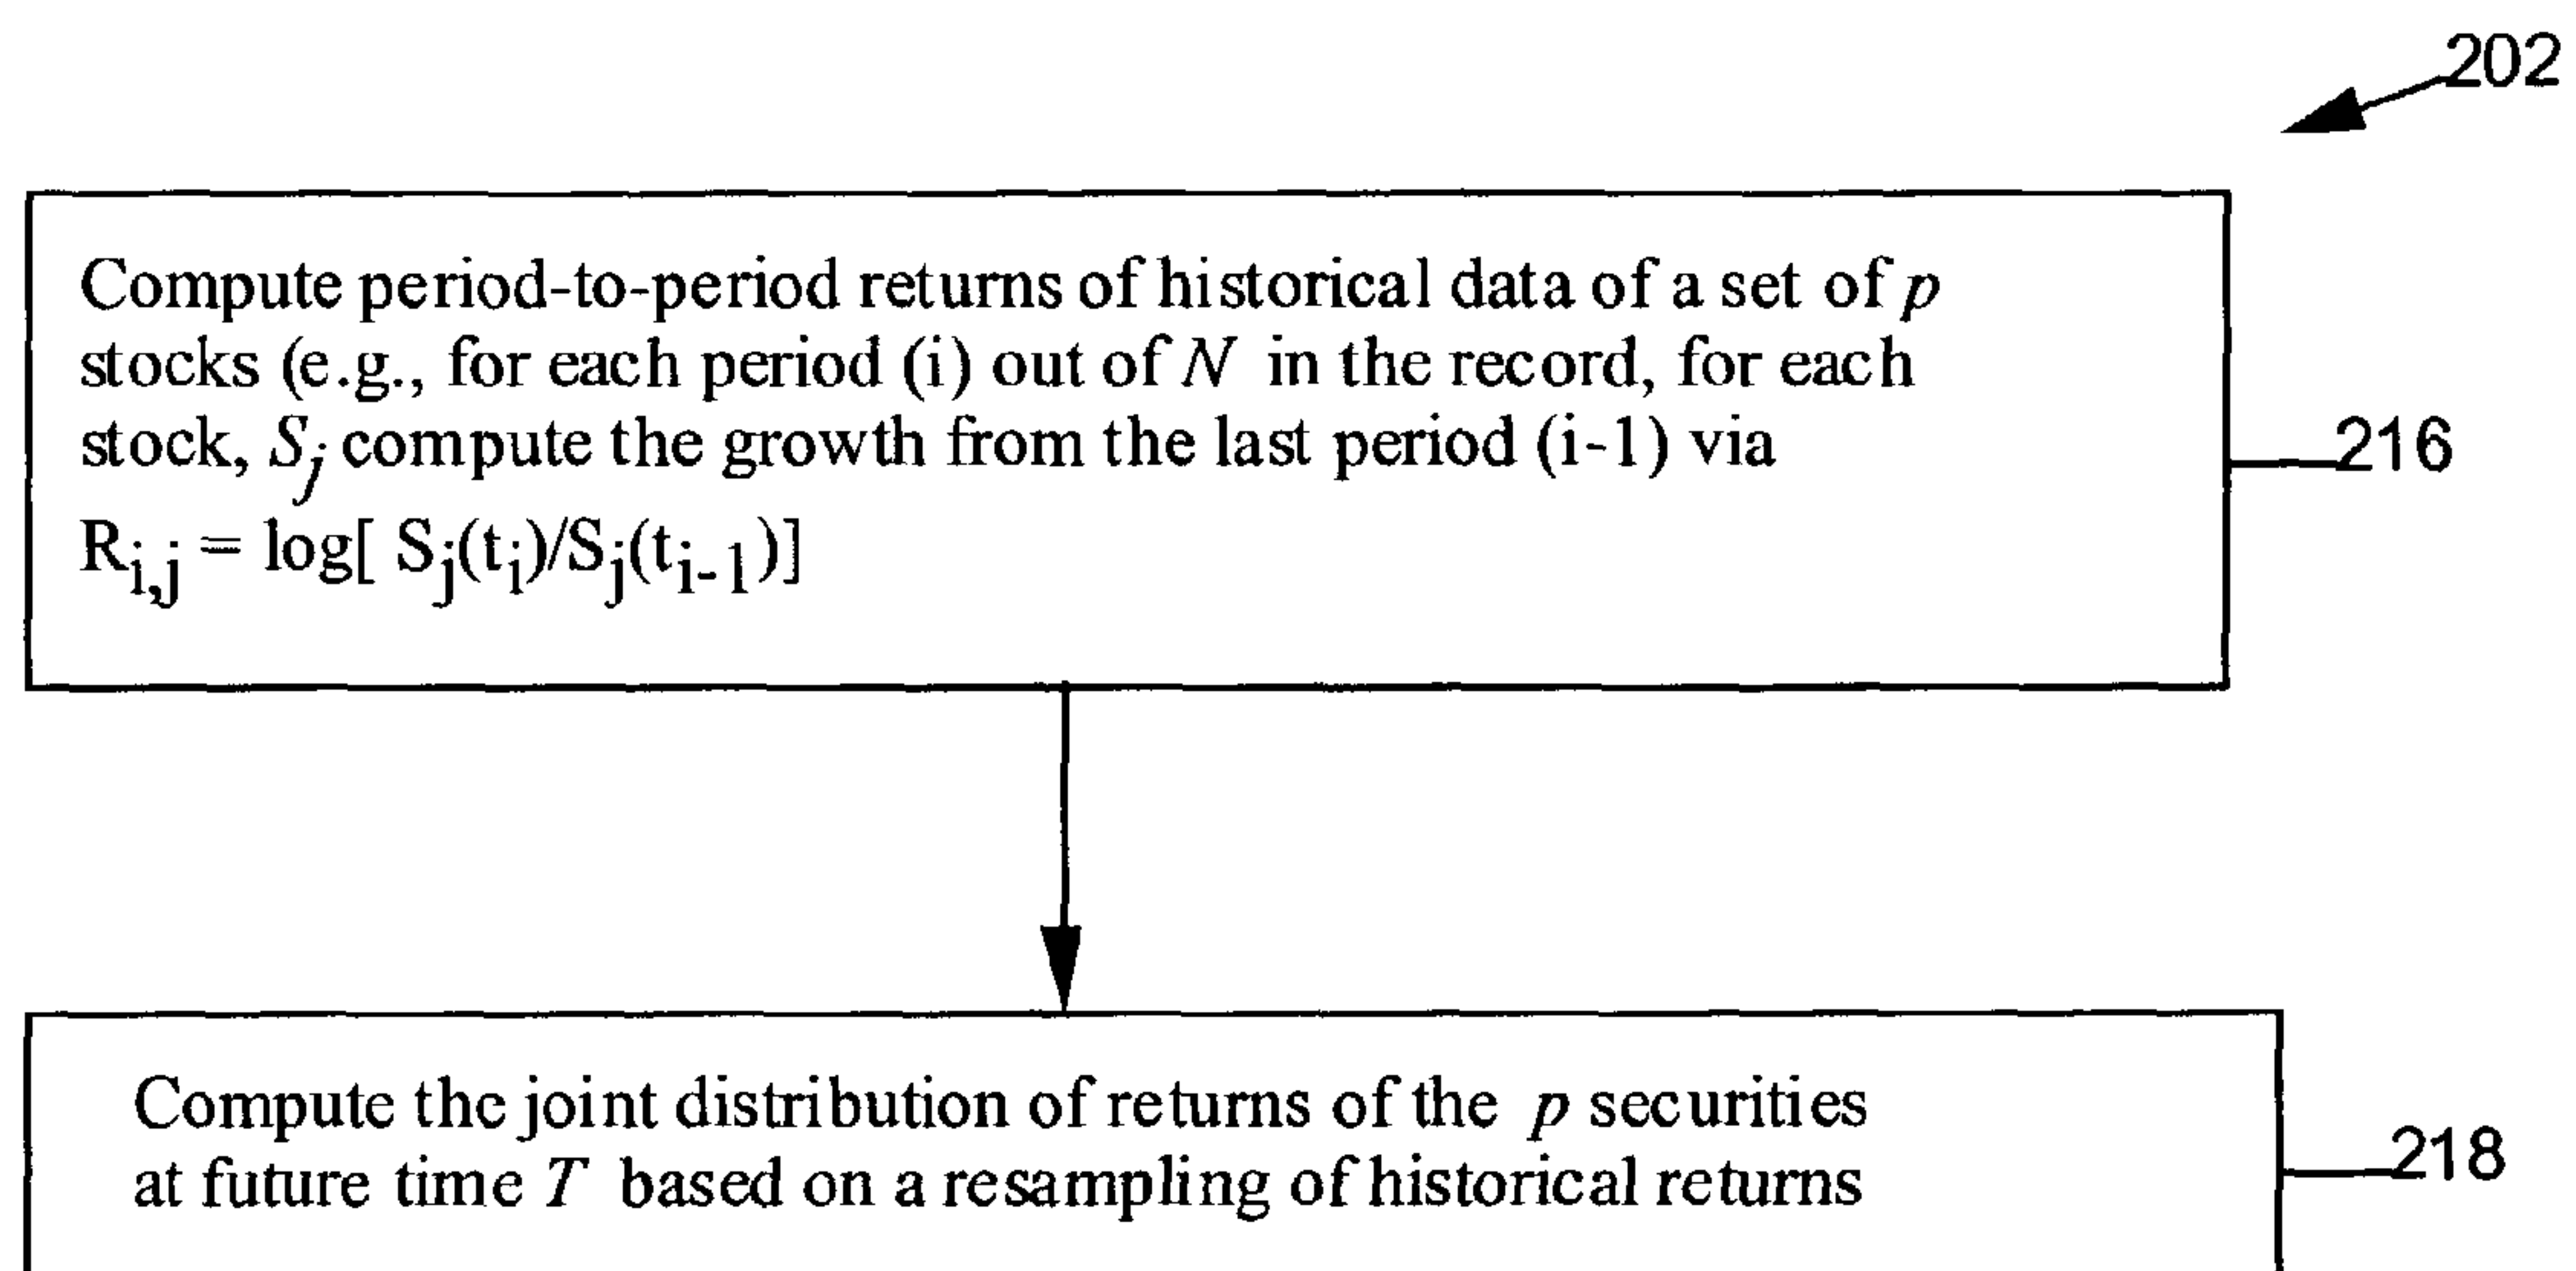 202
Compute period-to-period returns of historical data of a set of p
stocks (e.g., for each period (i) out of N in the record, for each
stock, Sj compute the growth from the last period (i-1) via
Ri,j = log[ Sj(ti)/Sj(ti-1)]
216
Compute the joint distribution of returns of the p securities
at future time T based on a resampling of historical returns
218